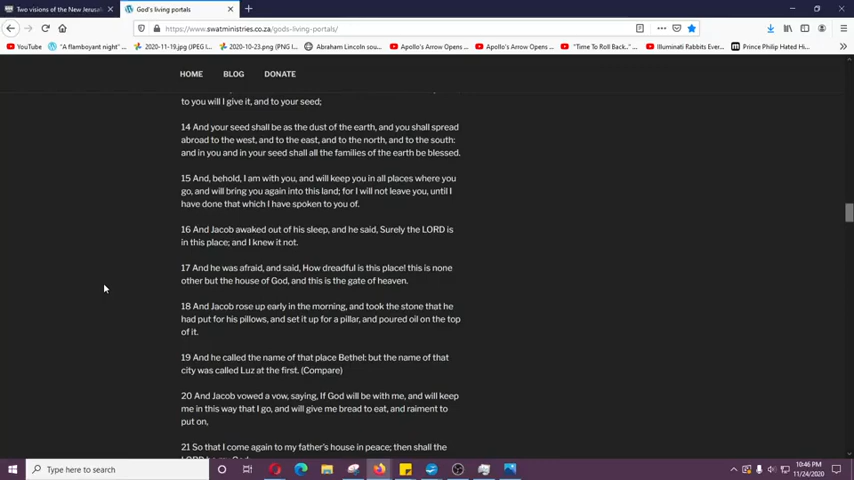 Two visions of the New Jerusal
God's living portals
https://www.swatministries.co.za/gods-living-portals/
YouTube
"A flamboyant night" ...
2020-11-19.jpg (JPEG I...
2020-10-23.png (PNG I...
Abraham Lincoln sou...
Apollo's Arrow Opens ...
Apollo's Arrow Opens ...
"Time To Roll Back..."
Illuminati Rabbits Ever...
Prince Philip Hated Hi...
HOME BLOG DONATE
to you will I give it, and to your seed;
14 And your seed shall be as the dust of the earth, and you shall spread
abroad to the west, and to the east, and to the north, and to the south:
and in you and in your seed shall all the families of the earth be blessed.
15 And, behold, I am with you, and will keep you in all places where you
go, and will bring you again into this land; for I will not leave you, until I
have done that which I have spoken to you of.
16 And Jacob awaked out of his sleep, and he said, Surely the LORD is
in this place; and I knew it not.
17 And he was afraid, and said, How dreadful is this place! this is none
other but the house of God, and this is the gate of heaven.
18 And Jacob rose up early in the morning, and took the stone that he
had put for his pillows, and set it up for a pillar, and poured oil on the top
of it.
19 And he called the name of that place Bethel: but the name of that
city was called Luz at the first. (Compare)
20 And Jacob vowed a vow, saying, If God will be with me, and will keep
me in this way that I go, and will give me bread to eat, and raiment to
put on,
21 So that I come again to my father's house in peace; then shall the
Type here to search
10:46 PM
11/24/2020